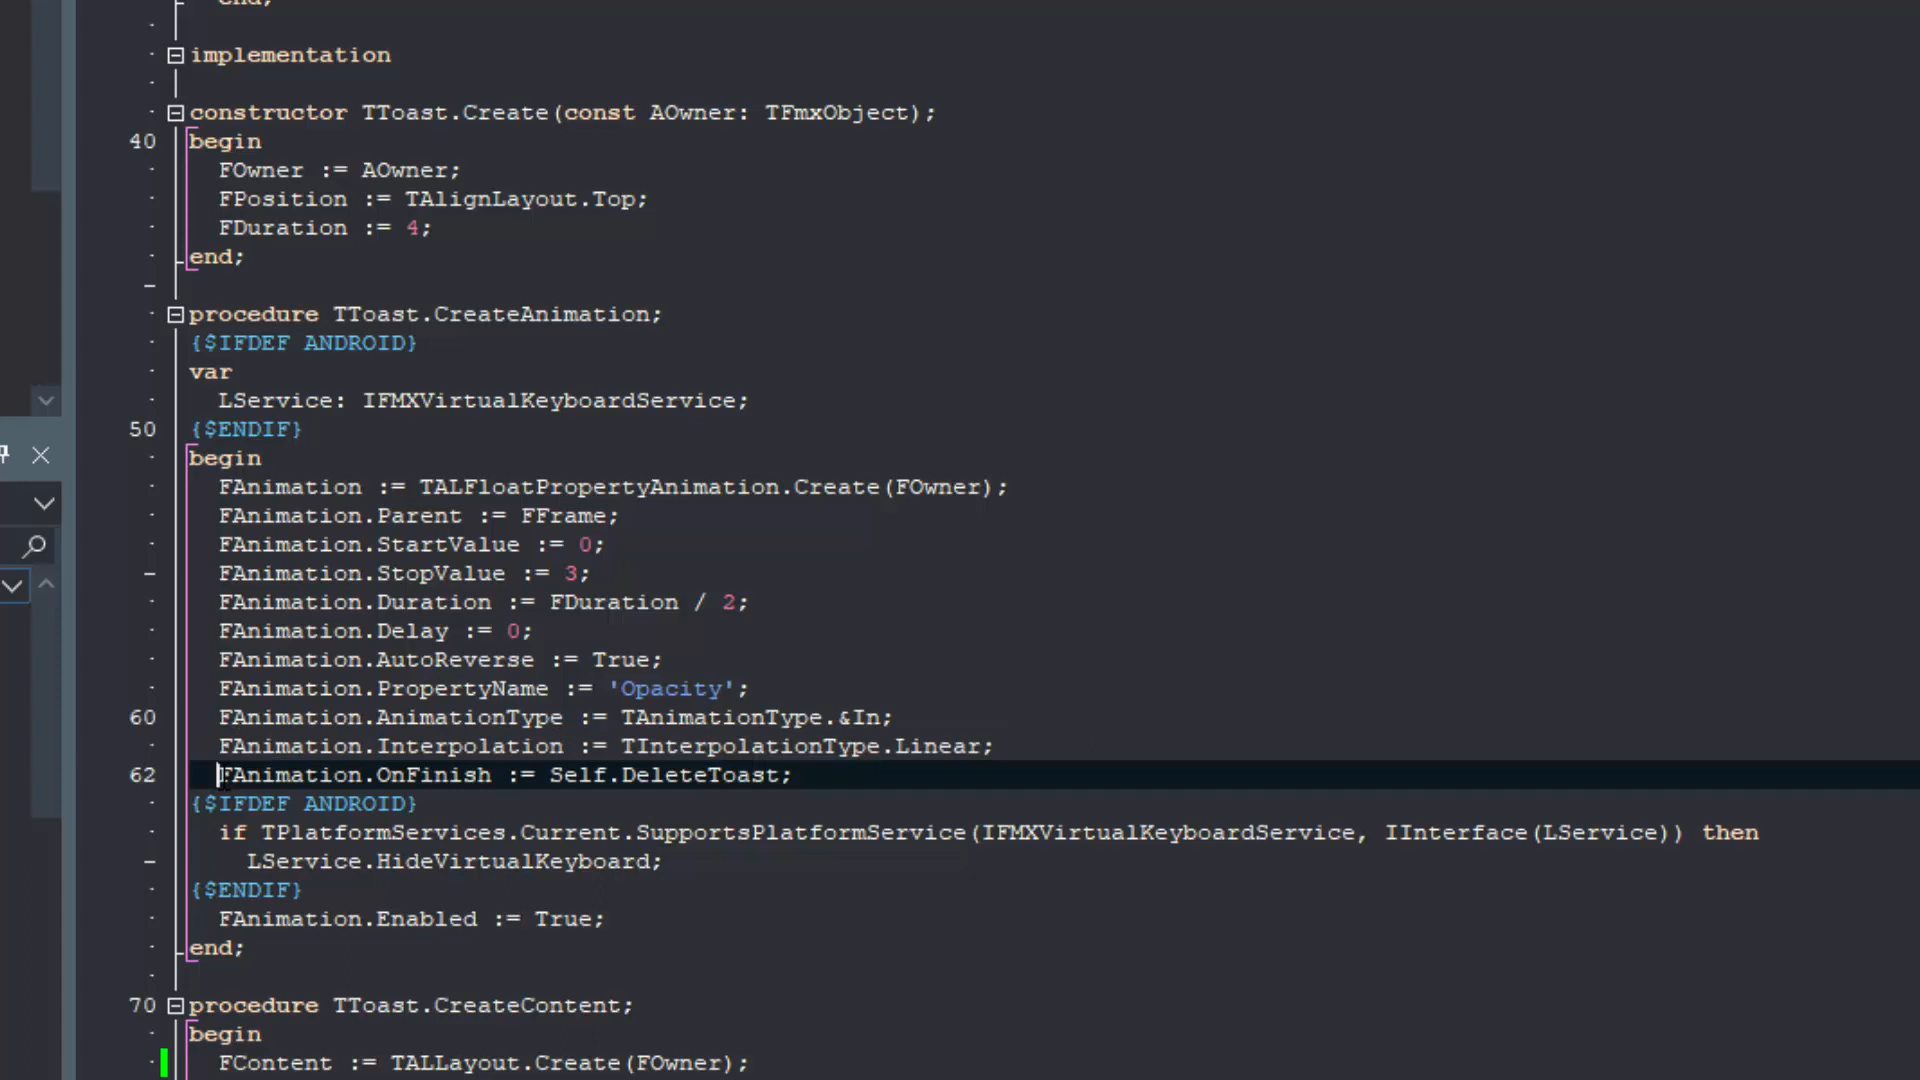 end;
implementation
constructor TToast.Create(const AOwner: TFmxObject);
40
begin
FOwner := AOwner;
FPosition := TAlignLayout.Top;
FDuration := 4;
end;
procedure TToast.CreateAnimation;
{$IFDEF ANDROID}
var
LService: IFMXVirtualKeyboardService;
50
{$ENDIF}
begin
FAnimation := TALFloatPropertyAnimation.Create(FOwner);
FAnimation.Parent := FFrame;
FAnimation.StartValue := 0;
FAnimation.StopValue := 3;
FAnimation.Duration := FDuration / 2;
FAnimation.Delay := 0;
FAnimation.AutoReverse := True;
FAnimation.PropertyName := 'Opacity';
60
FAnimation.AnimationType := TAnimationType.&In;
FAnimation.Interpolation := TInterpolationType.Linear;
62
FAnimation.OnFinish := Self.DeleteToast;
{$IFDEF ANDROID}
if TPlatformServices.Current.SupportsPlatformService(IFMXVirtualKeyboardService, IInterface(LService)) then
LService.HideVirtualKeyboard;
{$ENDIF}
FAnimation.Enabled := True;
end;
70
procedure TToast.CreateContent;
begin
FContent := TALLayout.Create(FOwner);